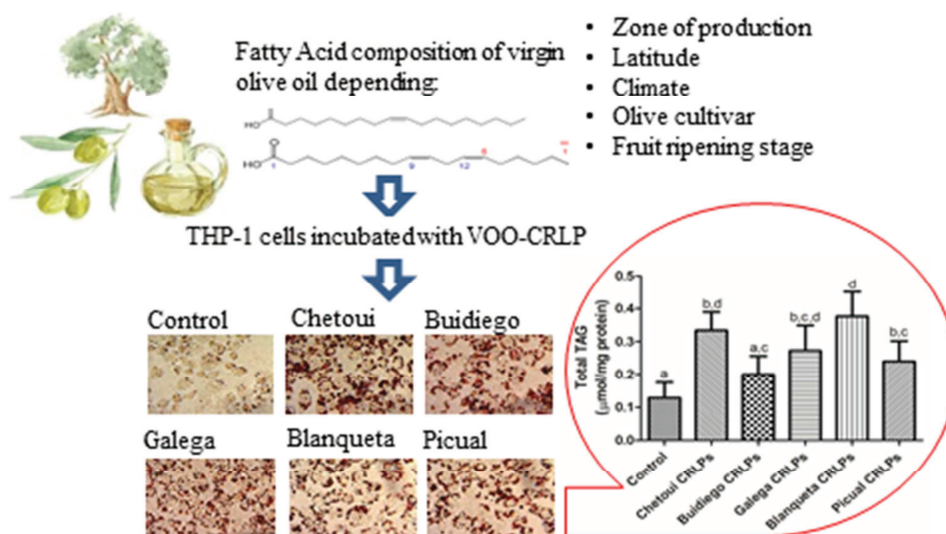 Fatty Acid composition of virgin
olive oil depending:
• Zone of production
• Latitude
• Climate
• Olive cultivar
• Fruit ripening stage
HO
O
HO
1
9
12
6
1
THP-1 cells incubated with VOO-CRLP
Control
Chetoui
Buidiego
Galega
Blanqueta
Picual
Total TAG
(µmol/mg protein)
0.5
0.4
0.3
0.2
0.1
0.0
a
b,d
a,c
b,c,d
d
b,c
Control
Chetoui CRLPs
Buidiego CRLPs
Galega CRLPs
Blanqueta CRLPs
Picual CRLPs